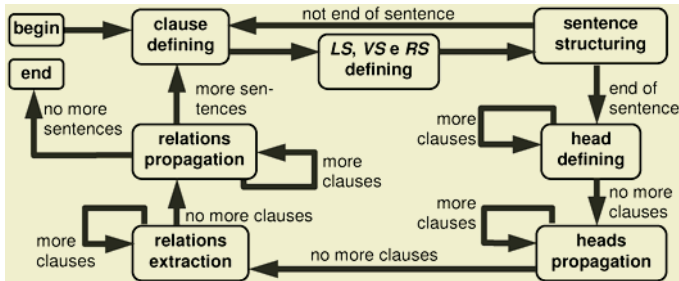 begin
clause
defining
not end of sentence
sentence
structuring
LS, VS e RS
defining
end
more sen-
tences
end of
sentence
no more
sentences
more
clauses
head
defining
relations
propagation
more
clauses
no more
clauses
no more clauses
more
clauses
more
clauses
relations
extraction
no more clauses
heads
propagation